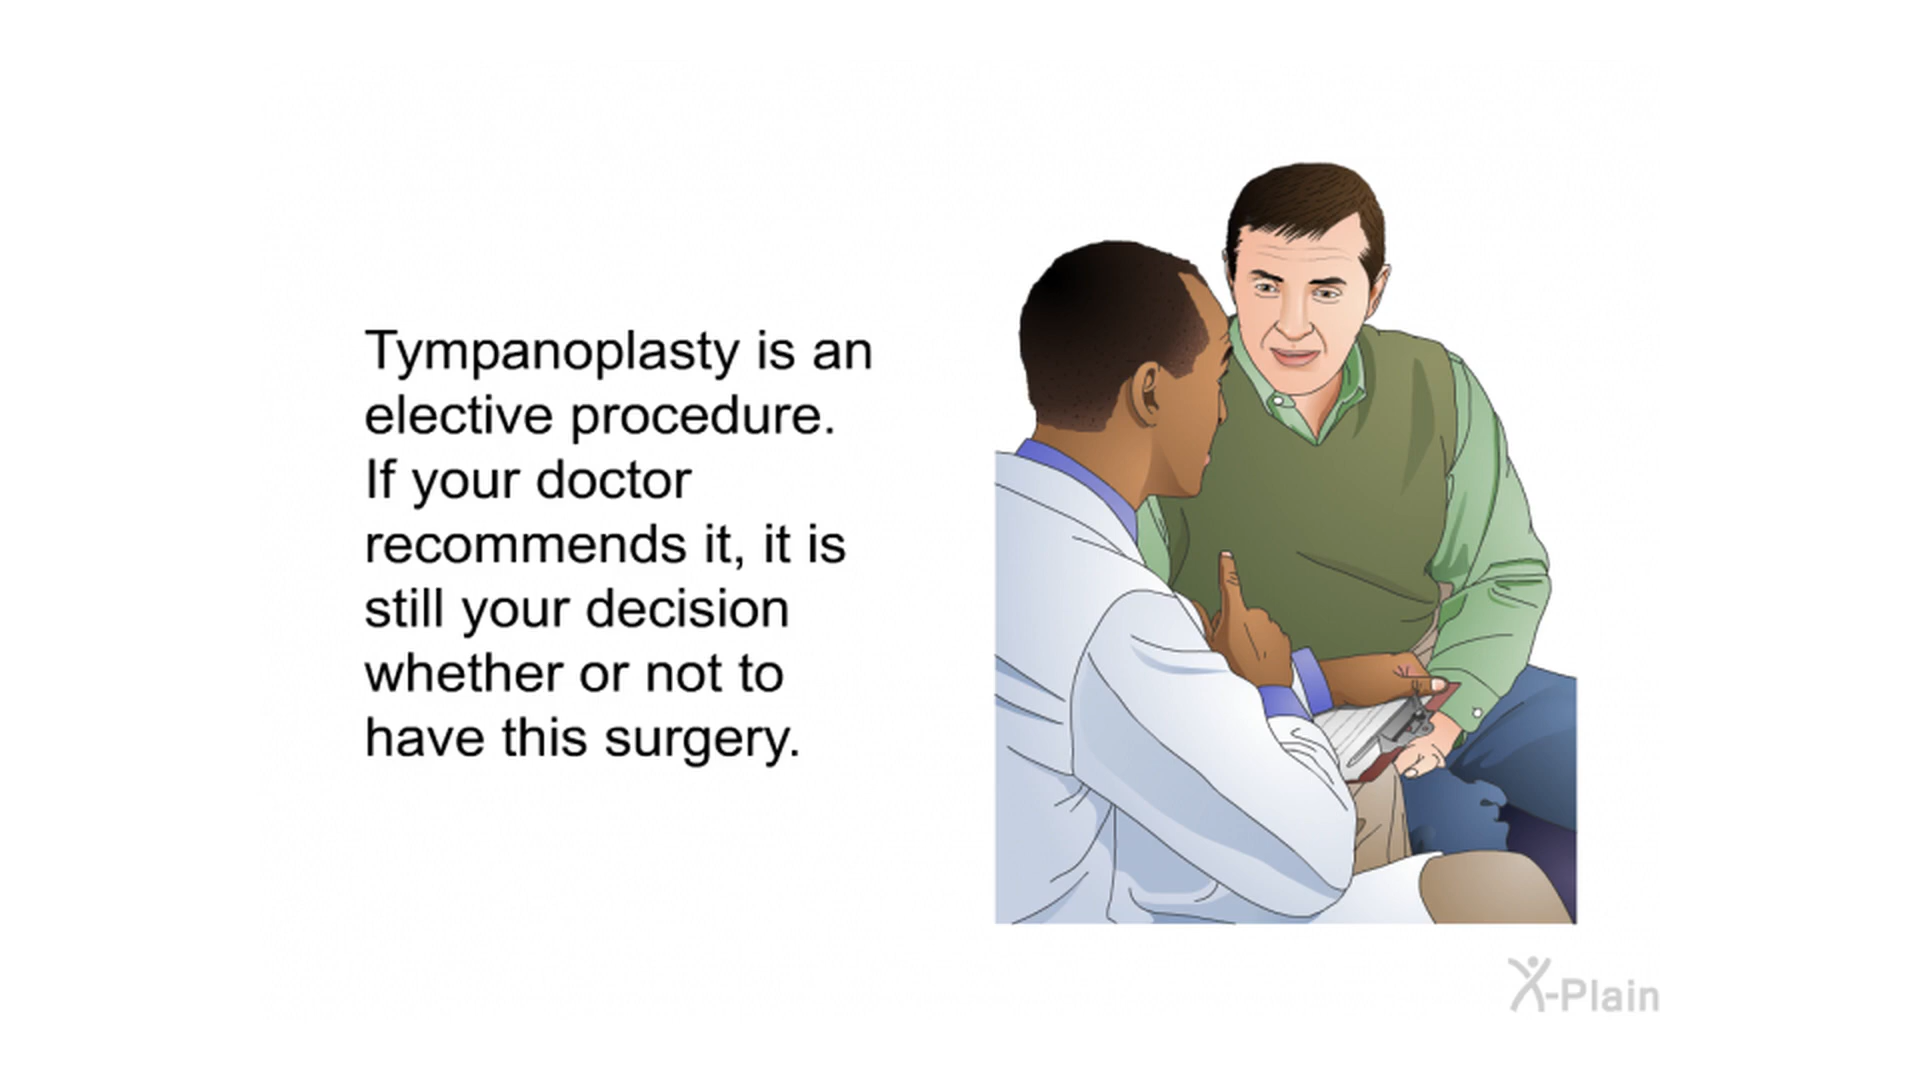 Tympanoplasty is an
elective procedure.
If your doctor
recommends it, it is
still your decision
whether or not to
have this surgery.
X-Plain